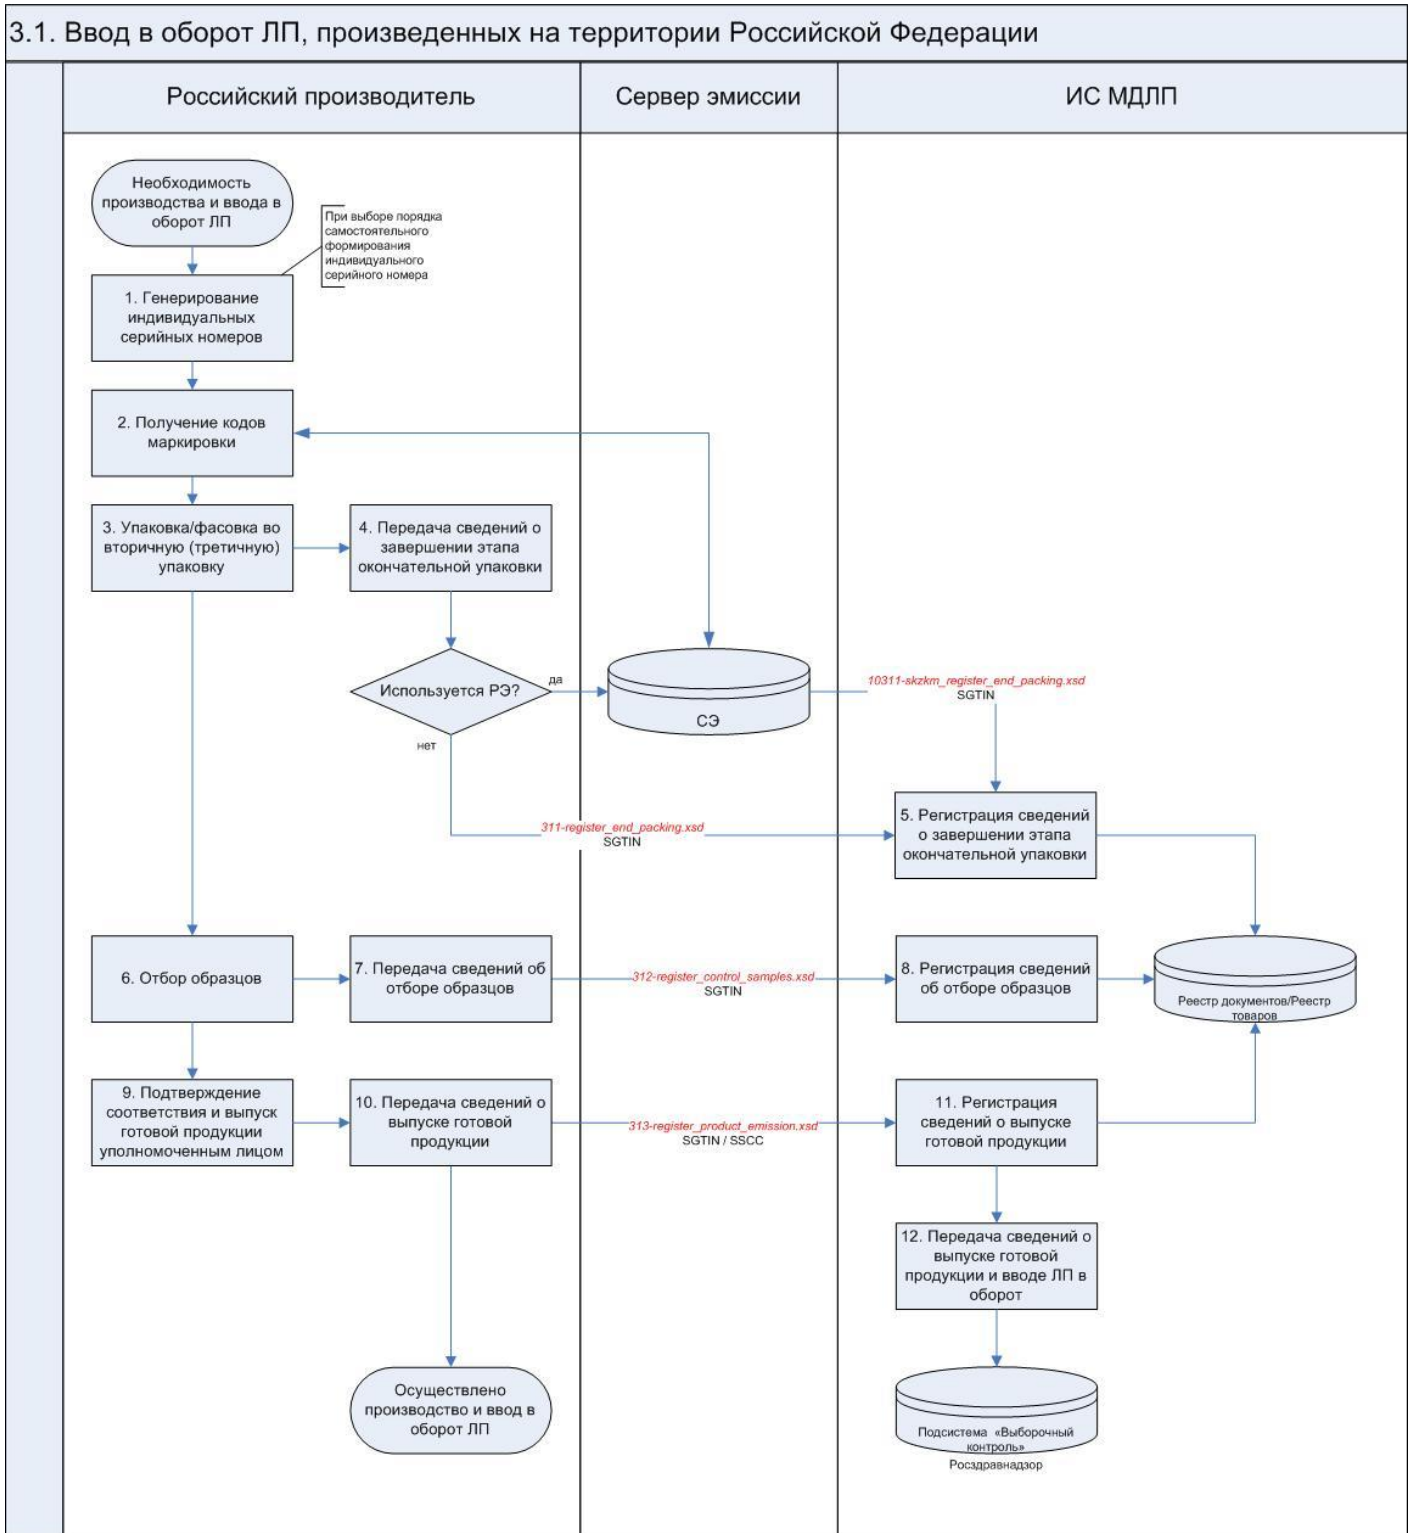 3.1. Ввод в оборот ЛП, произведенных на территории Российской Федерации
Российский производитель
Сервер эмиссии
ИС МДЛП
Необходимость
производства и ввода в
оборот ЛП
При выборе порядка
самостоятельного
формирования
индивидуального
серийного номера
1. Генерирование
индивидуальных
серийных номеров
2. Получение кодов
маркировки
3. Упаковка/фасовка во
вторичную (третичную)
упаковку
4. Передача сведений о
завершении этапа
окончательной упаковки
Используется РЭ?
да
нет
СЭ
10311-skzkm_register_end_packing.xsd
SGTIN
311-register_end_packing.xsd
SGTIN
5. Регистрация сведений
о завершении этапа
окончательной упаковки
6. Отбор образцов
7. Передача сведений об
отборе образцов
312-register_control_samples.xsd
SGTIN
8. Регистрация сведений
об отборе образцов
Реестр документов/Реестр
товаров
9. Подтверждение
соответствия и выпуск
готовой продукции
уполномоченным лицом
10. Передача сведений о
выпуске готовой
продукции
313-register_product_emission.xsd
SGTIN / SSCC
11. Регистрация
сведений о выпуске
готовой продукции
12. Передача сведений о
выпуске готовой
продукции и вводе ЛП в
оборот
Осуществлено
производство и ввод в
оборот ЛП
Подсистема «Выборочный
контроль»
Росздравнадзор